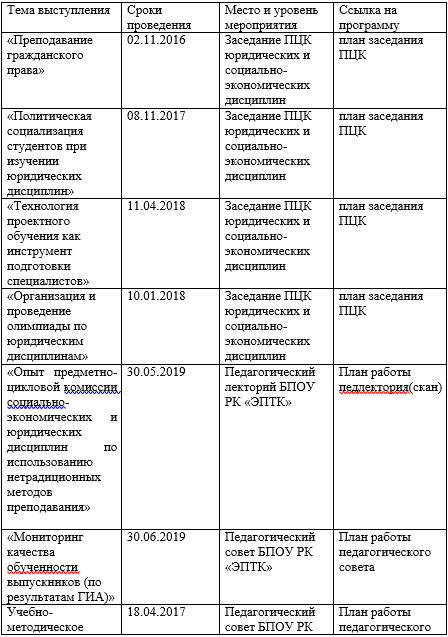 Тема выступления
Сроки проведения
Место и уровень мероприятия
Ссылка на программу
«Преподавание
гражданского
права»
02.11.2016
Заседание ПЦК
юридических и
социально-
экономических
дисциплин
план заседания
ПЦК
«Политическая
социализация
студентов при
изучении
юридических
дисциплин»
08.11.2017
Заседание ПЦК
юридических и
социально-
экономических
дисциплин
план заседания
ПЦК
«Технология
проектного
обучения как
инструмент
подготовки
специалистов»
11.04.2018
Заседание ПЦК
юридических и
социально-
экономических
дисциплин
план заседания
ПЦК
«Организация и
проведение
олимпиады по
юридическим
дисциплинам»
10.01.2018
Заседание ПЦК
юридических и
социально-
экономических
дисциплин
план заседания
ПЦК
«Опыт предметно-
цикловой комиссии
социально-
экономических и
юридических
дисциплин по
использованию
нетрадиционных
методов
преподавания»
30.05.2019
Педагогический
лекторий БПОУ
РК «ЭПТК»
План работы
педлектория(скан)
«Мониторинг
качества
обученности
выпускников (по
результатам ГИА)»
30.06.2019
Педагогический
совет БПОУ РК
«ЭПТК»
План работы
педагогического
совета
Учебно-
методическое
18.04.2017
Педагогический
совет БПОУ РК
План работы
педагогического